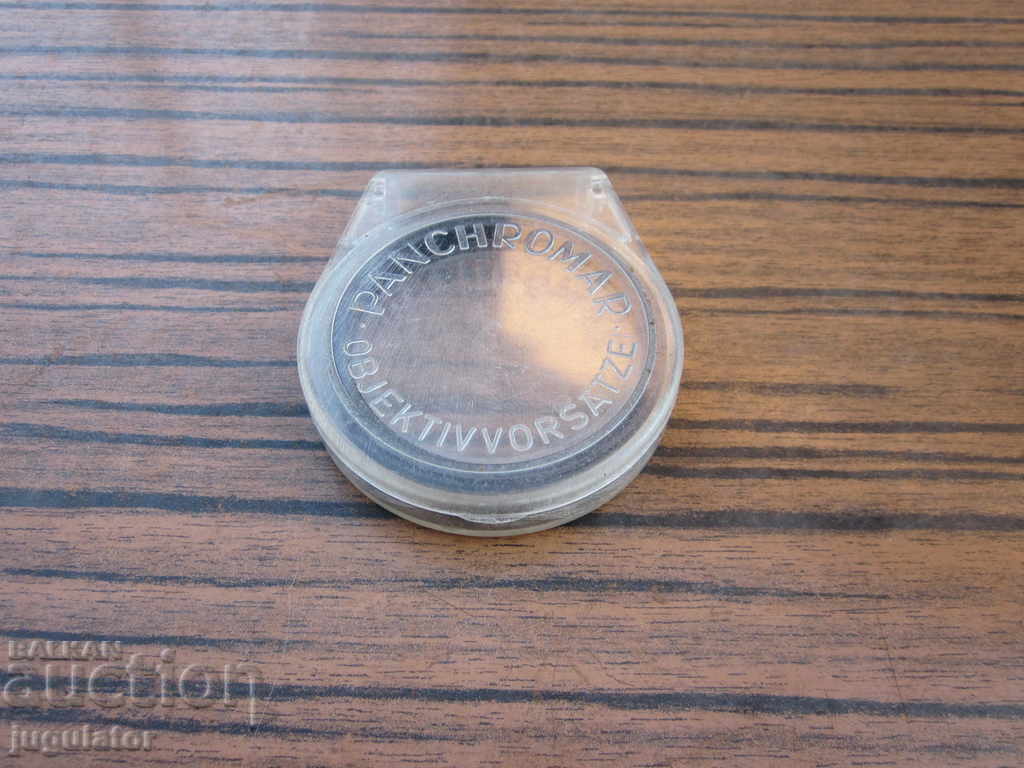 PANCHROMAR
· OBJEKTIVVORSÄTZE ·
BALKAN
auction
jugulator